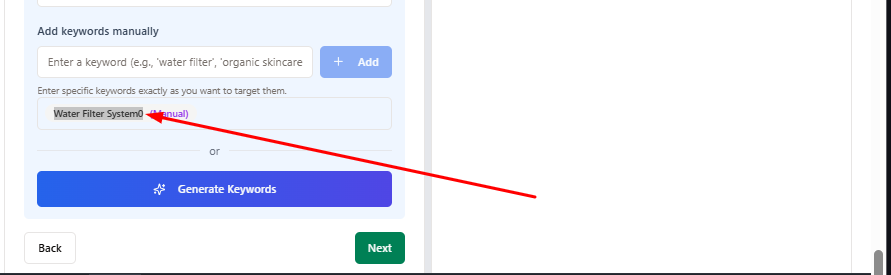 Add keywords manually
Enter a keyword (e.g., 'water filter', 'organic skincare
+ Add
Enter specific keywords exactly as you want to target them.
Water Filter System0 (Manual)
or
Generate Keywords
Back Next